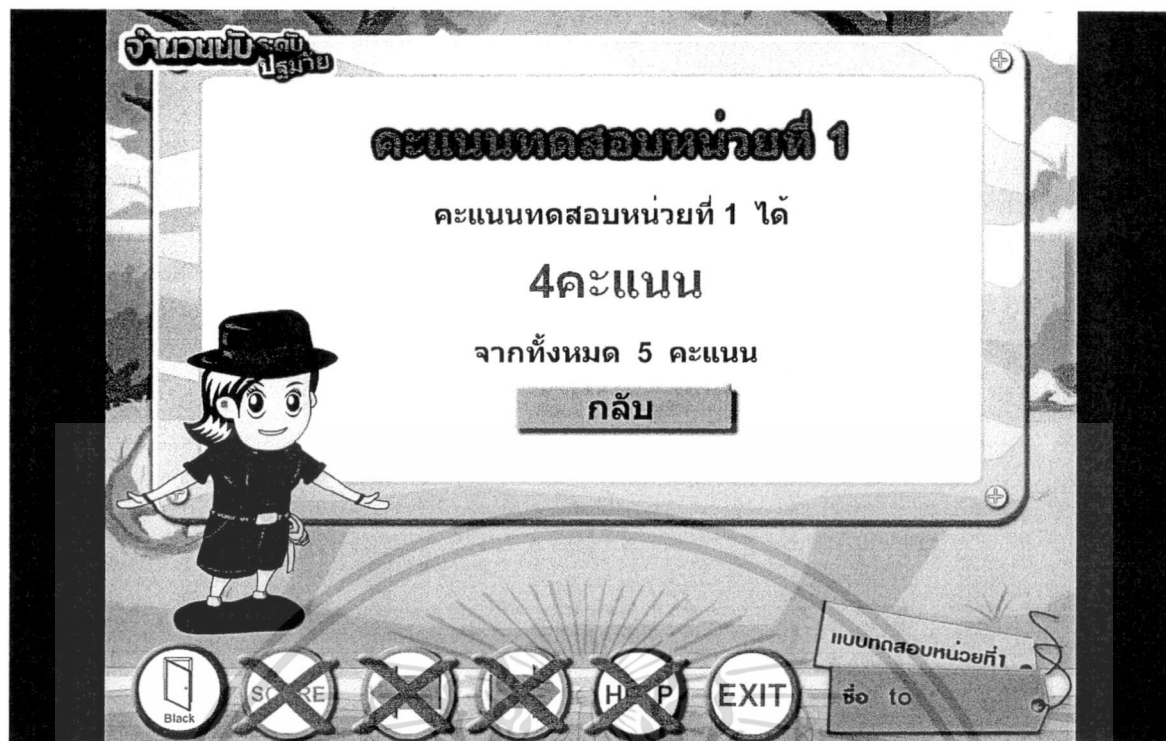 จำนวนนับ ระดับ
ปฐมวัย
คะแนนทดสอบหน่วยที่ 1
คะแนนทดสอบหน่วยที่ 1 ได้
4คะแนน
จากทั้งหมด 5 คะแนน
กลับ
แบบทดสอบหน่วยที่1
Black
SCORE
HELP
EXIT
ชื่อ to